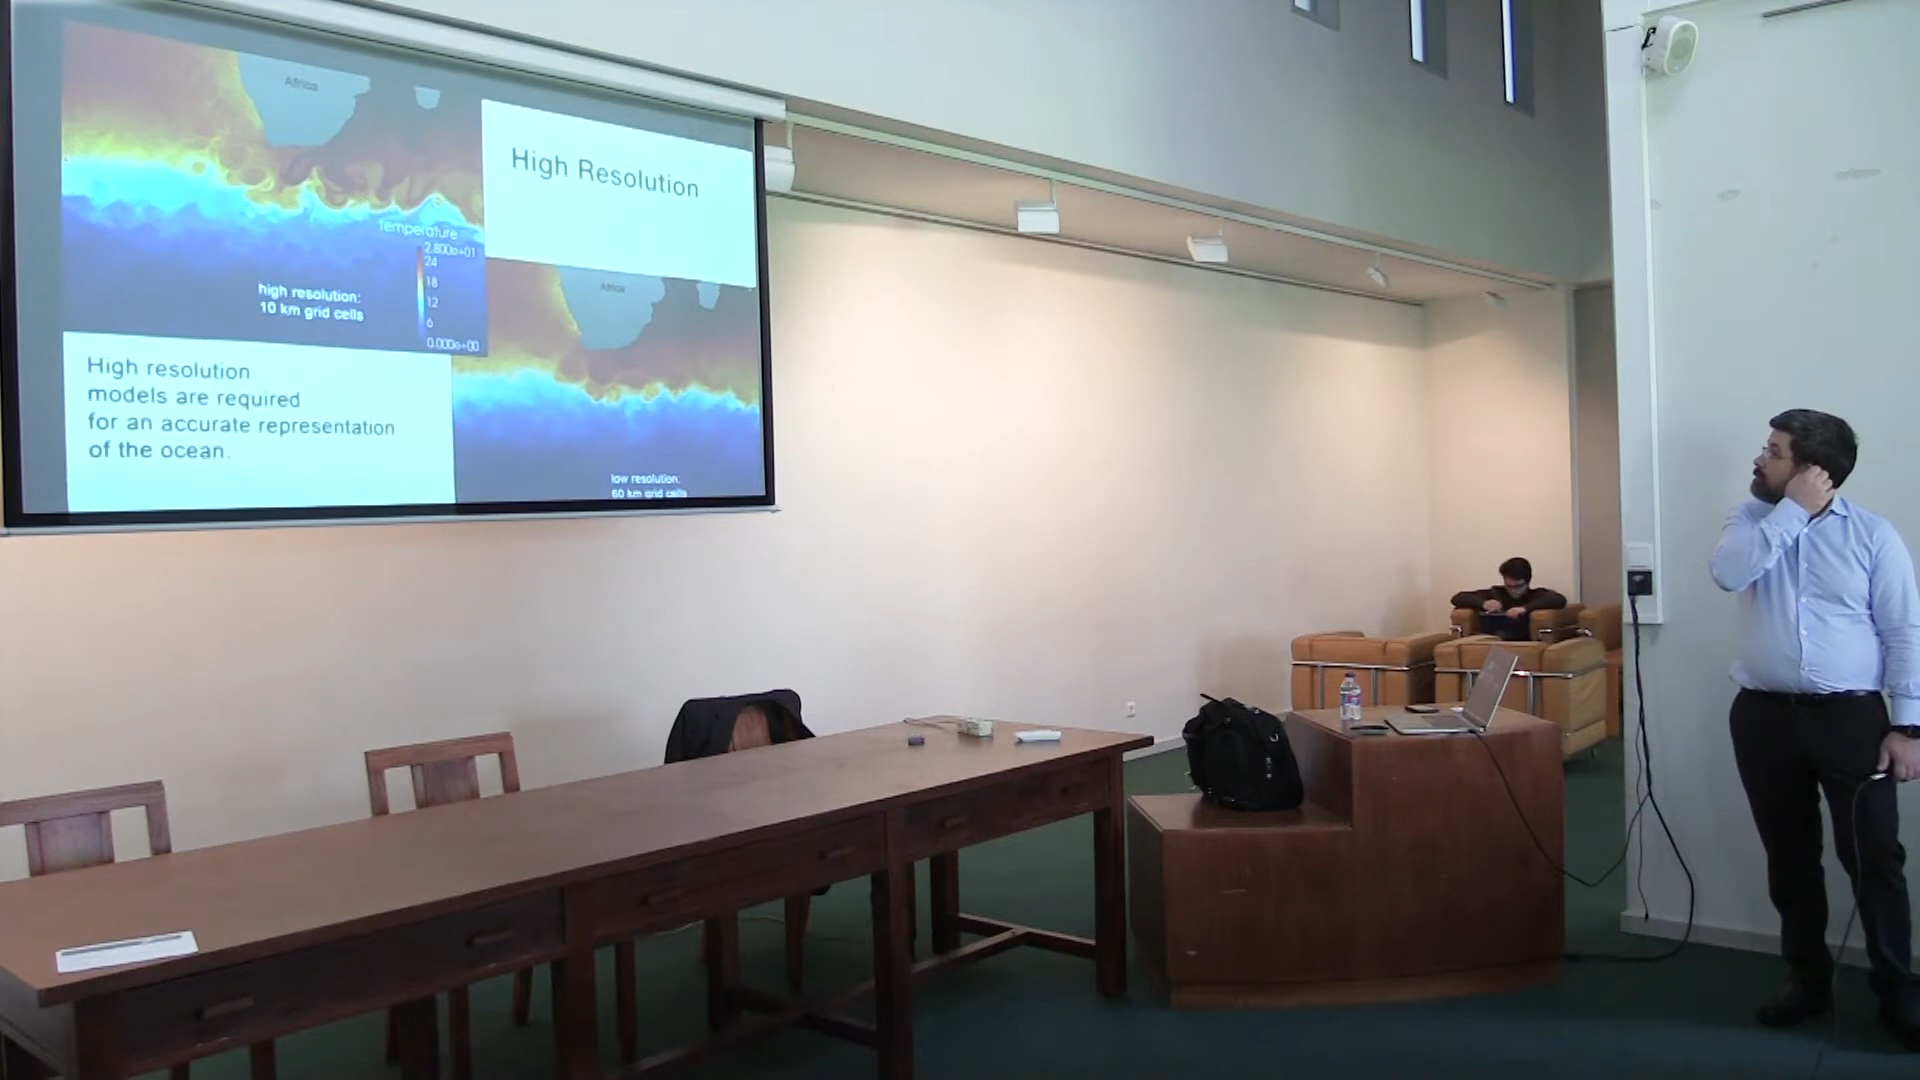 Africa
High Resolution
Temperature
2.800e+01
24
18
12
6
0.000e+00
high resolution:
10 km grid cells
Africa
High resolution
models are required
for an accurate representation
of the ocean.
low resolution:
60 km grid cells